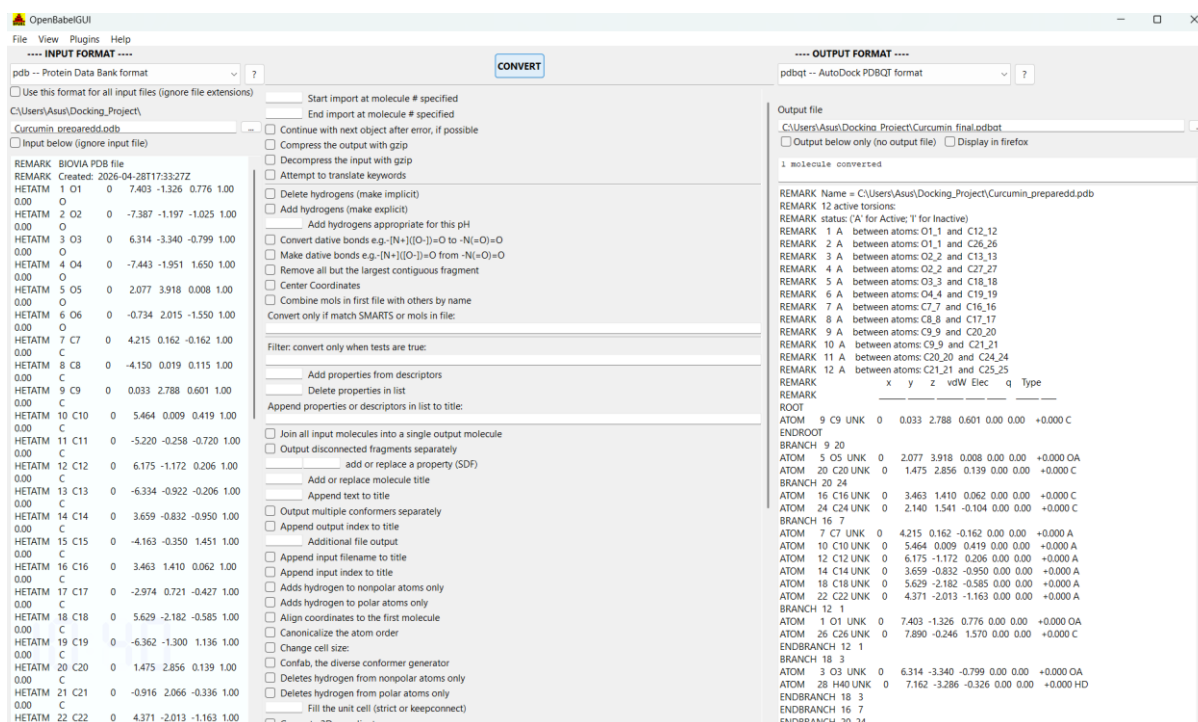 OpenBabelGUI
File View Plugins Help
---- INPUT FORMAT ----
pdb -- Protein Data Bank format
?
Use this format for all input files (ignore file extensions)
C:\Users\Asus\Docking_Project\
Curcumin_preparedd.pdb
...
Input below (ignore input file)
REMARK BIOVIA PDB file
REMARK Created: 2026-04-28T17:33:27Z
HETATM 1 O1 0 7.403 -1.326 0.776 1.00
0.00 O
HETATM 2 O2 0 -7.387 -1.197 -1.025 1.00
0.00 O
HETATM 3 O3 0 6.314 -3.340 -0.799 1.00
0.00 O
HETATM 4 O4 0 -7.443 -1.951 1.650 1.00
0.00 O
HETATM 5 O5 0 2.077 3.918 0.008 1.00
0.00 O
HETATM 6 O6 0 -0.734 2.015 -1.550 1.00
0.00 O
HETATM 7 C7 0 4.215 0.162 -0.162 1.00
0.00 C
HETATM 8 C8 0 -4.150 0.019 0.115 1.00
0.00 C
HETATM 9 C9 0 0.033 2.788 0.601 1.00
0.00 C
HETATM 10 C10 0 5.464 0.009 0.419 1.00
0.00 C
HETATM 11 C11 0 -5.220 -0.258 -0.720 1.00
0.00 C
HETATM 12 C12 0 6.175 -1.172 0.206 1.00
0.00 C
HETATM 13 C13 0 -6.334 -0.922 -0.206 1.00
0.00 C
HETATM 14 C14 0 3.659 -0.832 -0.950 1.00
0.00 C
HETATM 15 C15 0 -4.163 -0.350 1.451 1.00
0.00 C
HETATM 16 C16 0 3.463 1.410 0.062 1.00
0.00 C
HETATM 17 C17 0 -2.974 0.721 -0.427 1.00
0.00 C
HETATM 18 C18 0 5.629 -2.182 -0.585 1.00
0.00 C
HETATM 19 C19 0 -6.362 -1.300 1.136 1.00
0.00 C
HETATM 20 C20 0 1.475 2.856 0.139 1.00
0.00 C
HETATM 21 C21 0 -0.916 2.066 -0.336 1.00
0.00 C
HETATM 22 C22 0 4.371 -2.013 -1.163 1.00
CONVERT
Start import at molecule # specified
End import at molecule # specified
Continue with next object after error, if possible
Compress the output with gzip
Decompress the input with gzip
Attempt to translate keywords
Delete hydrogens (make implicit)
Add hydrogens (make explicit)
Add hydrogens appropriate for this pH
Convert dative bonds e.g.-[N+]([O-])=O to -N(=O)=O
Make dative bonds e.g.-[N+]([O-])=O from -N(=O)=O
Remove all but the largest contiguous fragment
Center Coordinates
Combine mols in first file with others by name
Convert only if match SMARTS or mols in file:
Filter: convert only when tests are true:
Add properties from descriptors
Delete properties in list
Append properties or descriptors in list to title:
Join all input molecules into a single output molecule
Output disconnected fragments separately
add or replace a property (SDF)
Add or replace molecule title
Append text to title
Output multiple conformers separately
Append output index to title
Additional file output
Append input filename to title
Append input index to title
Adds hydrogen to nonpolar atoms only
Adds hydrogen to polar atoms only
Align coordinates to the first molecule
Canonicalize the atom order
Change cell size:
Confab, the diverse conformer generator
Deletes hydrogen from nonpolar atoms only
Deletes hydrogen from polar atoms only
Fill the unit cell (strict or keepconnect)
---- OUTPUT FORMAT ----
pdbqt -- AutoDock PDBQT format
?
Output file
C:\Users\Asus\Docking_Project\Curcumin_final.pdbqt
Output below only (no output file) Display in firefox
1 molecule converted
REMARK Name = C:\Users\Asus\Docking_Project\Curcumin_preparedd.pdb
REMARK 12 active torsions:
REMARK status: ('A' for Active; 'I' for Inactive)
REMARK 1 A between atoms: O1_1 and C12_12
REMARK 2 A between atoms: O1_1 and C26_26
REMARK 3 A between atoms: O2_2 and C13_13
REMARK 4 A between atoms: O2_2 and C27_27
REMARK 5 A between atoms: O3_3 and C18_18
REMARK 6 A between atoms: O4_4 and C19_19
REMARK 7 A between atoms: C7_7 and C16_16
REMARK 8 A between atoms: C8_8 and C17_17
REMARK 9 A between atoms: C9_9 and C20_20
REMARK 10 A between atoms: C9_9 and C21_21
REMARK 11 A between atoms: C20_20 and C24_24
REMARK 12 A between atoms: C21_21 and C25_25
REMARK x y z vdW Elec q Type
REMARK _______ _______ _______ _____ _____ ______ ____
ROOT
ATOM 9 C9 UNK 0 0.033 2.788 0.601 0.00 0.00 +0.000 C
ENDROOT
BRANCH 9 20
ATOM 5 O5 UNK 0 2.077 3.918 0.008 0.00 0.00 +0.000 OA
ATOM 20 C20 UNK 0 1.475 2.856 0.139 0.00 0.00 +0.000 C
BRANCH 20 24
ATOM 16 C16 UNK 0 3.463 1.410 0.062 0.00 0.00 +0.000 C
ATOM 24 C24 UNK 0 2.140 1.541 -0.104 0.00 0.00 +0.000 C
BRANCH 16 7
ATOM 7 C7 UNK 0 4.215 0.162 -0.162 0.00 0.00 +0.000 A
ATOM 10 C10 UNK 0 5.464 0.009 0.419 0.00 0.00 +0.000 A
ATOM 12 C12 UNK 0 6.175 -1.172 0.206 0.00 0.00 +0.000 A
ATOM 14 C14 UNK 0 3.659 -0.832 -0.950 0.00 0.00 +0.000 A
ATOM 18 C18 UNK 0 5.629 -2.182 -0.585 0.00 0.00 +0.000 A
ATOM 22 C22 UNK 0 4.371 -2.013 -1.163 0.00 0.00 +0.000 A
BRANCH 12 1
ATOM 1 O1 UNK 0 7.403 -1.326 0.776 0.00 0.00 +0.000 OA
ATOM 26 C26 UNK 0 7.890 -0.246 1.570 0.00 0.00 +0.000 C
ENDBRANCH 12 1
BRANCH 18 3
ATOM 3 O3 UNK 0 6.314 -3.340 -0.799 0.00 0.00 +0.000 OA
ATOM 28 H40 UNK 0 7.162 -3.286 -0.326 0.00 0.00 +0.000 HD
ENDBRANCH 18 3
ENDBRANCH 16 7
ENDBRANCH 20 24